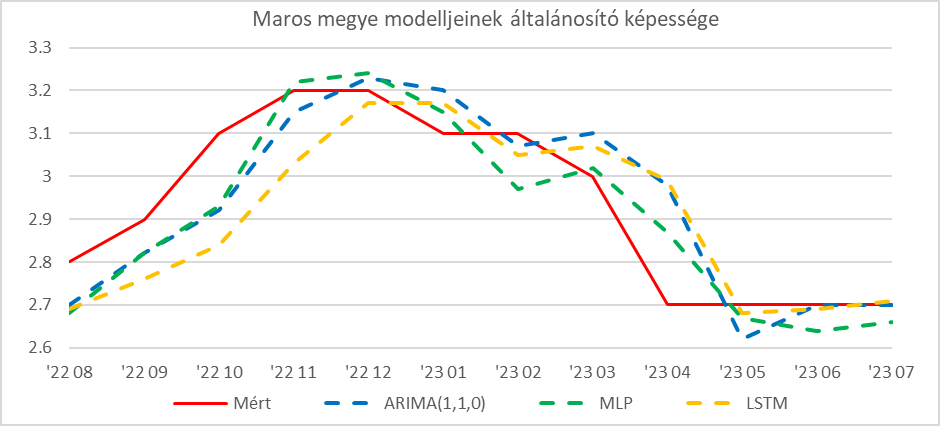 Maros megye modelljeinek általánosító képessége
3.3
3.2
3.1
3
2.9
2.8
2.7
2.6
'22 08 '22 09 '22 10 '22 11 '22 12 '23 01 '23 02 '23 03 '23 04 '23 05 '23 06 '23 07
Mért ARIMA(1,1,0) MLP LSTM